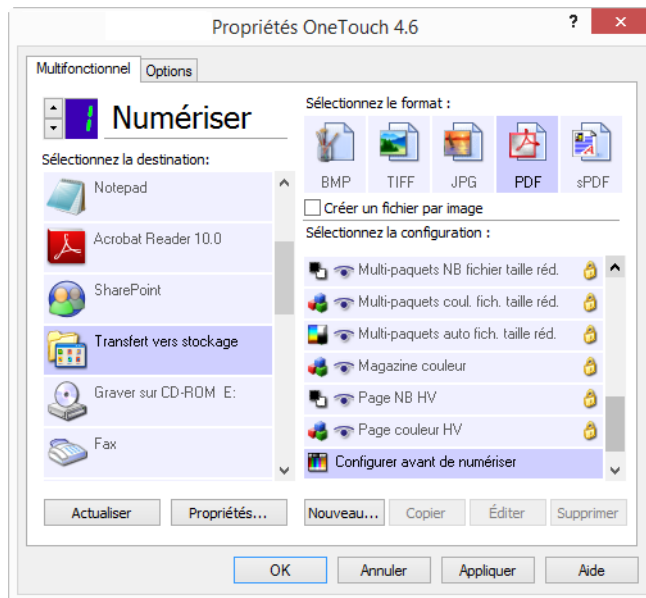 Propriétés OneTouch 4.6
?
×
Multifonctionnel
Options
1
Numériser
Sélectionnez la destination:
Notepad
Acrobat Reader 10.0
SharePoint
Transfert vers stockage
Graver sur CD-ROM E:
Fax
Actualiser
Propriétés...
Sélectionnez le format :
BMP
TIFF
JPG
PDF
sPDF
Créer un fichier par image
Sélectionnez la configuration :
Multi-paquets NB fichier taille réd.
Multi-paquets coul. fich. taille réd.
Multi-paquets auto fich. taille réd.
Magazine couleur
Page NB HV
Page couleur HV
Configurer avant de numériser
Nouveau...
Copier
Éditer
Supprimer
OK
Annuler
Appliquer
Aide